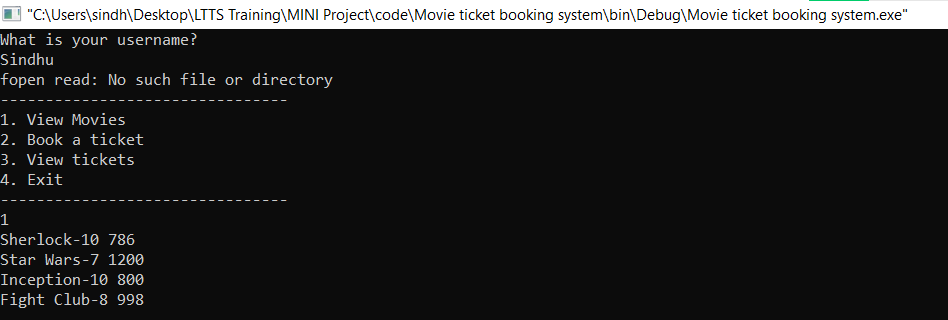 "C:\Users\sindh\Desktop\LTTS Training\MINI Project\code\Movie ticket booking system\bin\Debug\Movie ticket booking system.exe"
What is your username?
Sindhu
fopen read: No such file or directory
--------------------------------
1. View Movies
2. Book a ticket
3. View tickets
4. Exit
--------------------------------
1
Sherlock-10 786
Star Wars-7 1200
Inception-10 800
Fight Club-8 998